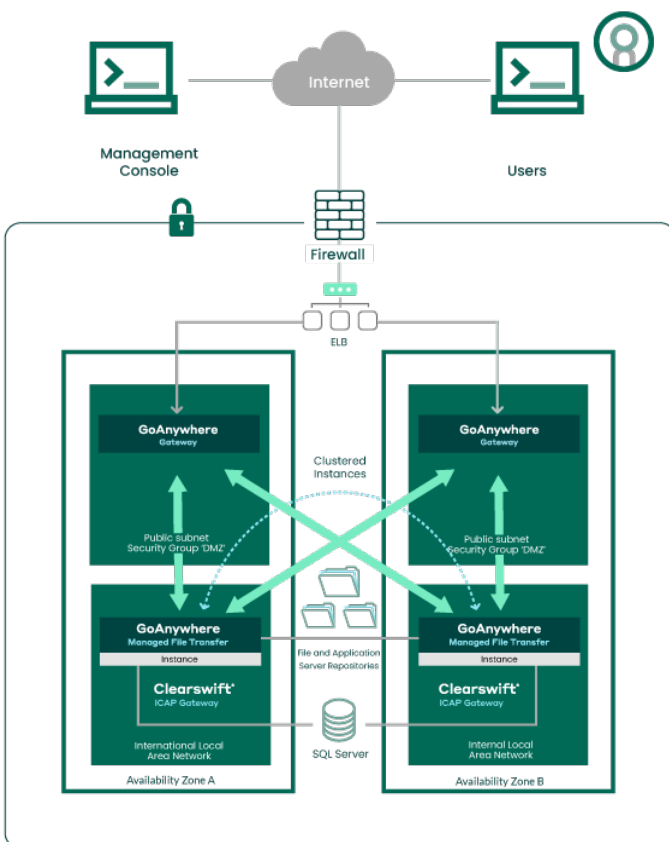 Internet
Management
Console
Users
Firewall
ELB
GoAnywhere
Gateway
GoAnywhere
Gateway
Clustered
Instances
Public subnet
Security Group 'DMZ'
Public subnet
Security Group 'DMZ'
GoAnywhere
Managed File Transfer
Instance
GoAnywhere
Managed File Transfer
Instance
File and Application
Server Repositories
Clearswift*
ICAP Gateway
Clearswift*
ICAP Gateway
SQL Server
International Local
Area Network
Internal Local
Area Network
Availability Zone A
Availability Zone B